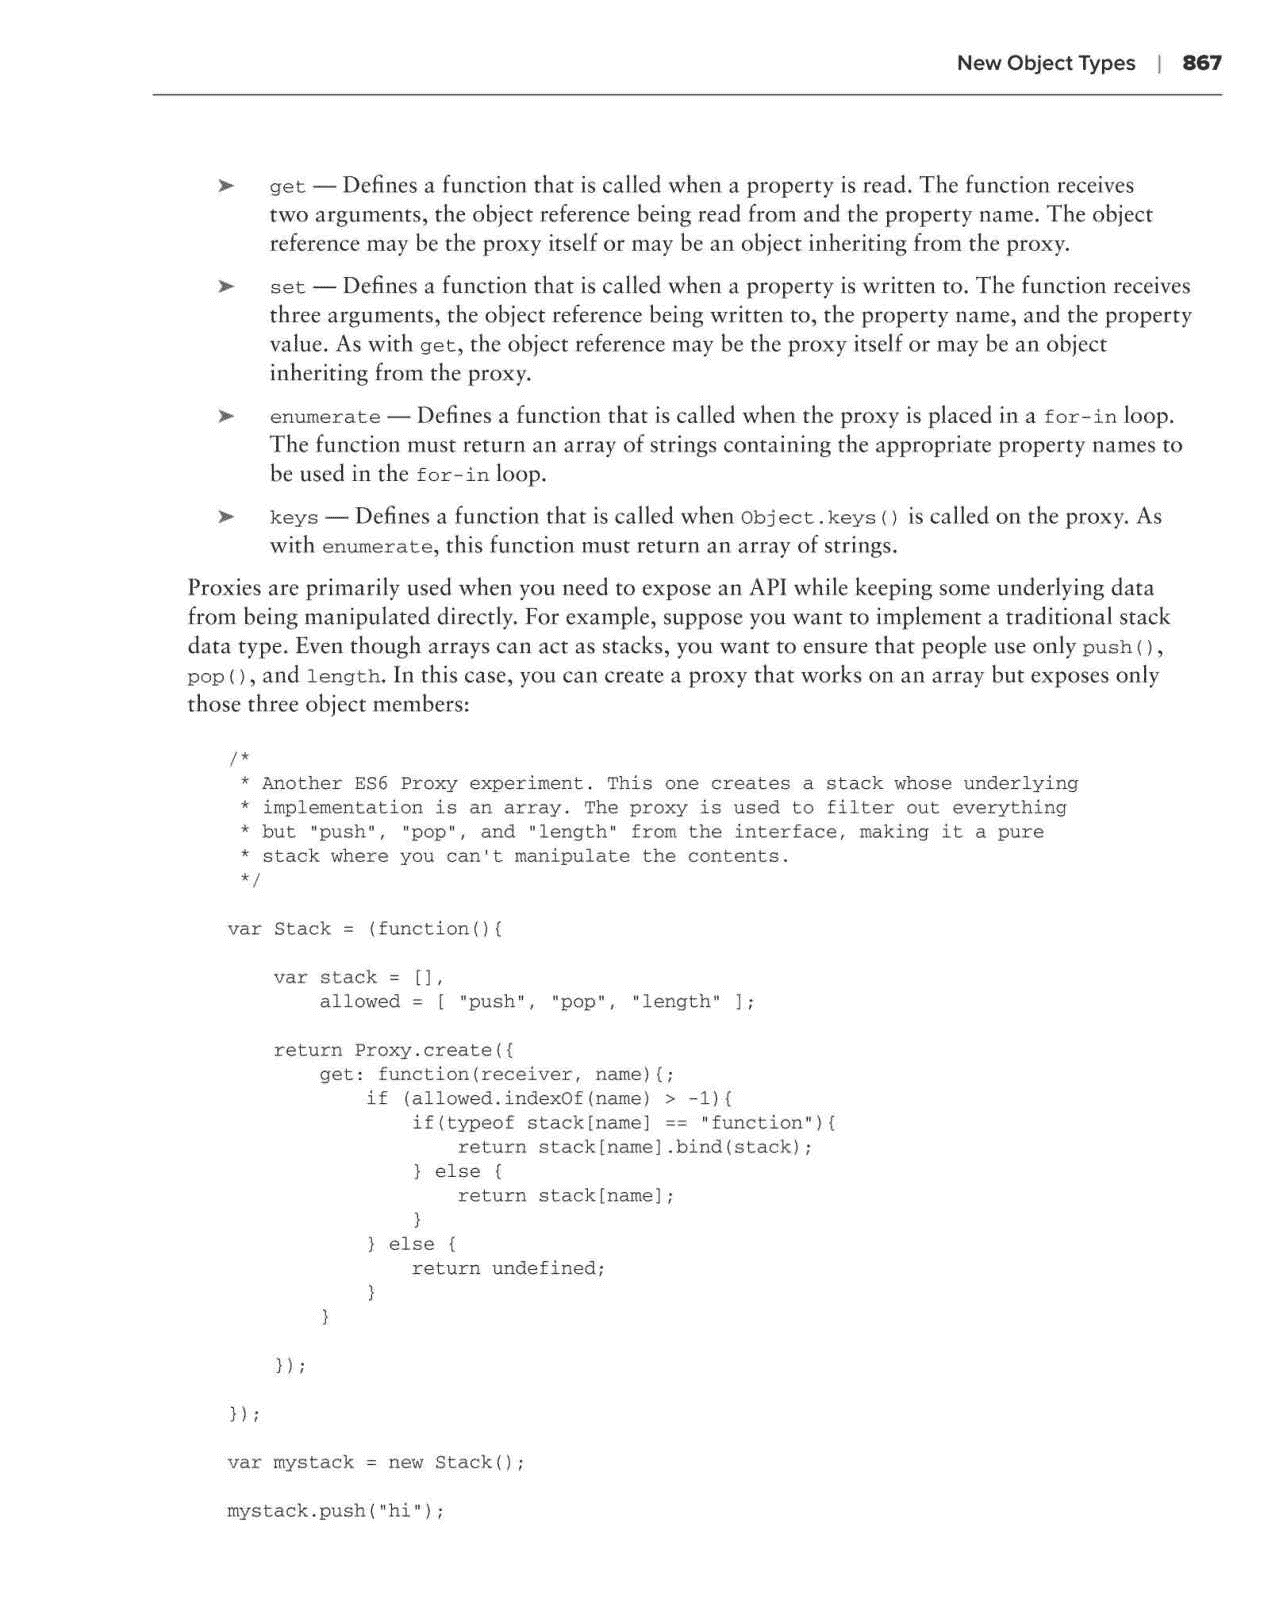 New Object Types | 867
➤ get — Defines a function that is called when a property is read. The function receives
two arguments, the object reference being read from and the property name. The object
reference may be the proxy itself or may be an object inheriting from the proxy.
➤ set — Defines a function that is called when a property is written to. The function receives
three arguments, the object reference being written to, the property name, and the property
value. As with get, the object reference may be the proxy itself or may be an object
inheriting from the proxy.
➤ enumerate — Defines a function that is called when the proxy is placed in a for-in loop.
The function must return an array of strings containing the appropriate property names to
be used in the for-in loop.
➤ keys — Defines a function that is called when Object.keys() is called on the proxy. As
with enumerate, this function must return an array of strings.
Proxies are primarily used when you need to expose an API while keeping some underlying data
from being manipulated directly. For example, suppose you want to implement a traditional stack
data type. Even though arrays can act as stacks, you want to ensure that people use only push(),
pop(), and length. In this case, you can create a proxy that works on an array but exposes only
those three object members:
/*
 * Another ES6 Proxy experiment. This one creates a stack whose underlying
 * implementation is an array. The proxy is used to filter out everything
 * but "push", "pop", and "length" from the interface, making it a pure
 * stack where you can't manipulate the contents.
 */
var Stack = (function(){
    var stack = [],
        allowed = [ "push", "pop", "length" ];
    return Proxy.create({
        get: function(receiver, name){;
            if (allowed.indexOf(name) > -1){
                if(typeof stack[name] == "function"){
                    return stack[name].bind(stack);
                } else {
                    return stack[name];
                }
            } else {
                return undefined;
            }
        }
    });
});
var mystack = new Stack();
mystack.push("hi");